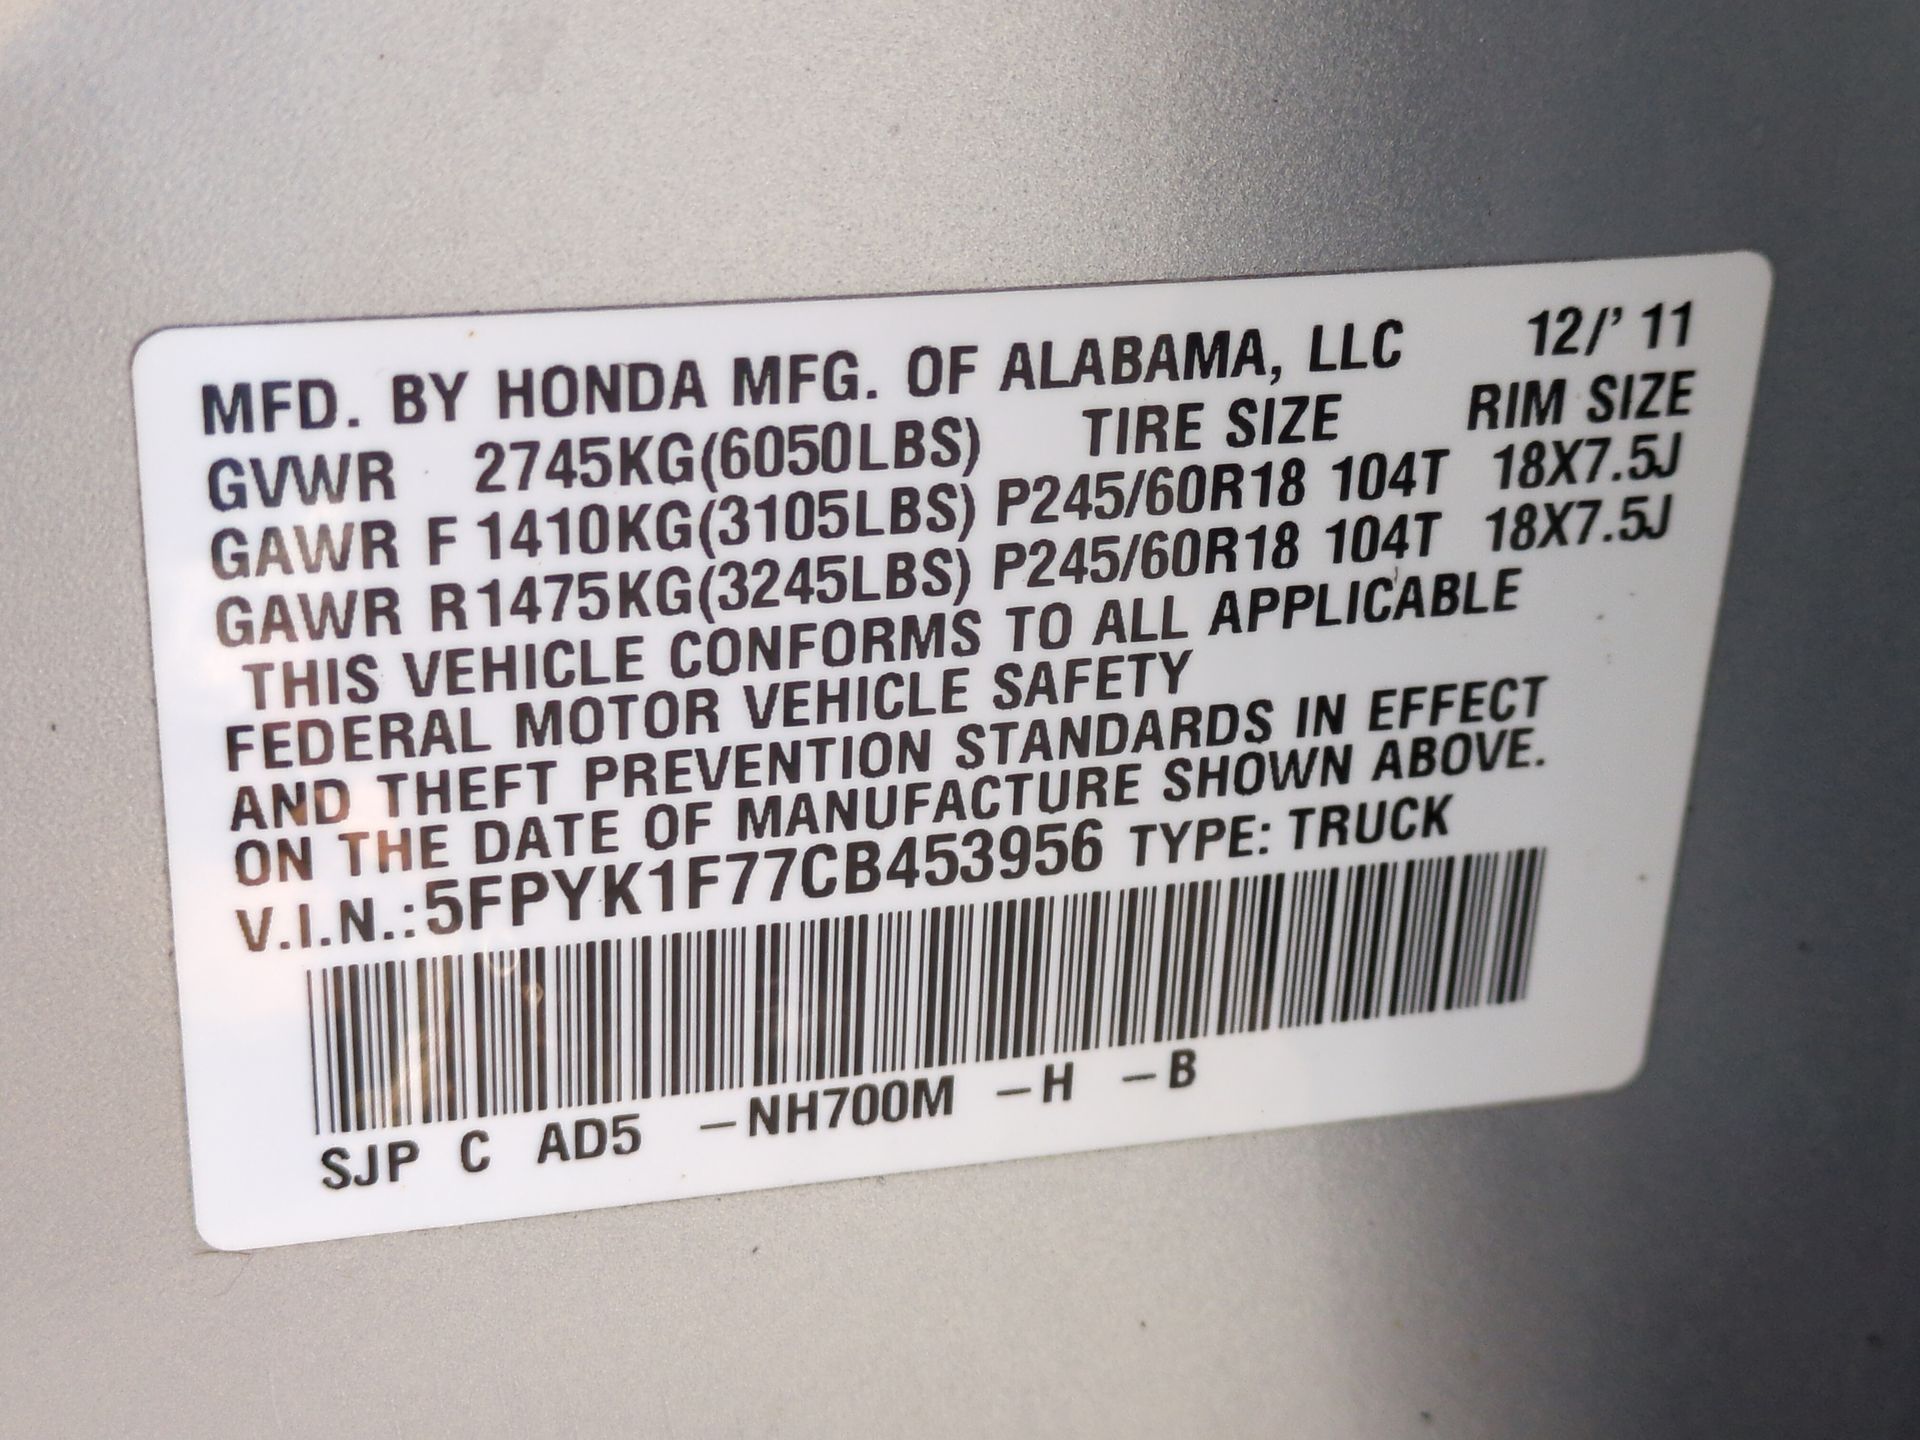 MFD. BY HONDA MFG. OF ALABAMA, LLC 12/' 11
GVWR 2745KG(6050LBS) TIRE SIZE RIM SIZE
GAWR F 1410KG(3105LBS) P245/60R18 104T 18X7.5J
GAWR R 1475KG(3245LBS) P245/60R18 104T 18X7.5J
THIS VEHICLE CONFORMS TO ALL APPLICABLE
FEDERAL MOTOR VEHICLE SAFETY
AND THEFT PREVENTION STANDARDS IN EFFECT
ON THE DATE OF MANUFACTURE SHOWN ABOVE.
V.I.N.: 5FPYK1F77CB453956 TYPE: TRUCK
SJP C AD5 –NH700M –H –B